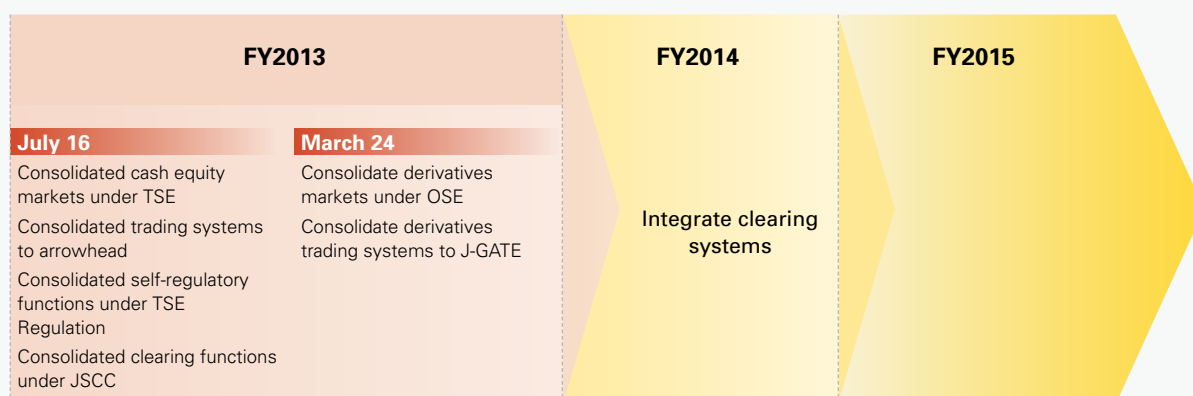 FY2013
FY2014
FY2015
July 16
Consolidated cash equity
markets under TSE
Consolidated trading systems
to arrowhead
Consolidated self-regulatory
functions under TSE
Regulation
Consolidated clearing functions
under JSCC
March 24
Consolidate derivatives
markets under OSE
Consolidate derivatives
trading systems to J-GATE
Integrate clearing
systems